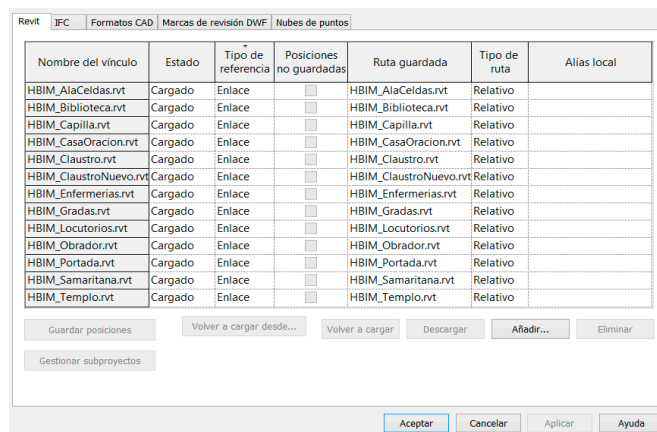 Revit IFC Formatos CAD Marcas de revisión DWF Nubes de puntos
Nombre del vínculo Estado Tipo de referencia Posiciones no guardadas Ruta guardada Tipo de ruta Alias local
HBIM_AlaCeldas.rvt Cargado Enlace HBIM_AlaCeldas.rvt Relativo
HBIM_Biblioteca.rvt Cargado Enlace HBIM_Biblioteca.rvt Relativo
HBIM_Capilla.rvt Cargado Enlace HBIM_Capilla.rvt Relativo
HBIM_CasaOracion.rvt Cargado Enlace HBIM_CasaOracion.rvt Relativo
HBIM_Claustro.rvt Cargado Enlace HBIM_Claustro.rvt Relativo
HBIM_ClaustroNuevo.rvt Cargado Enlace HBIM_ClaustroNuevo.rvt Relativo
HBIM_Enfermerias.rvt Cargado Enlace HBIM_Enfermerias.rvt Relativo
HBIM_Gradas.rvt Cargado Enlace HBIM_Gradas.rvt Relativo
HBIM_Locutorios.rvt Cargado Enlace HBIM_Locutorios.rvt Relativo
HBIM_Obrador.rvt Cargado Enlace HBIM_Obrador.rvt Relativo
HBIM_Portada.rvt Cargado Enlace HBIM_Portada.rvt Relativo
HBIM_Samaritana.rvt Cargado Enlace HBIM_Samaritana.rvt Relativo
HBIM_Templo.rvt Cargado Enlace HBIM_Templo.rvt Relativo
Guardar posiciones Volver a cargar desde... Volver a cargar Descargar Añadir... Eliminar
Gestionar subproyectos
Aceptar Cancelar Aplicar Ayuda